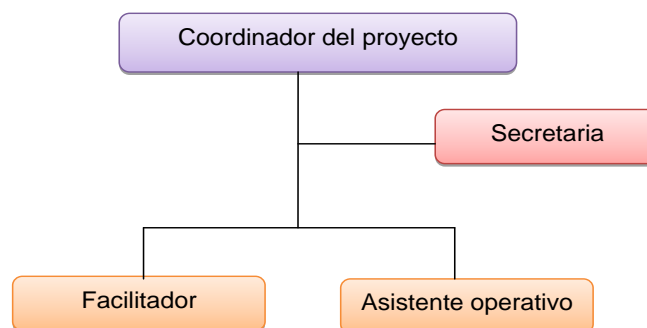 Coordinador del proyecto
Secretaria
Facilitador
Asistente operativo